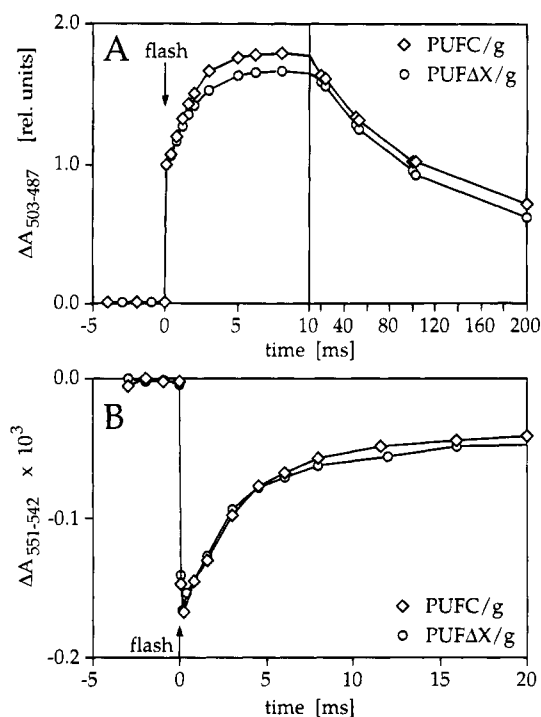 A
flash
PUFC/g
PUFΔX/g
ΔA503-487 [rel. units]
2.0
1.0
0.0
-5 0 5 10 40 80 120 160 200
time [ms]
B
ΔA551-542 x 10³
0.0
-0.1
-0.2
flash
PUFC/g
PUFΔX/g
0 5 10 15 20
time [ms]